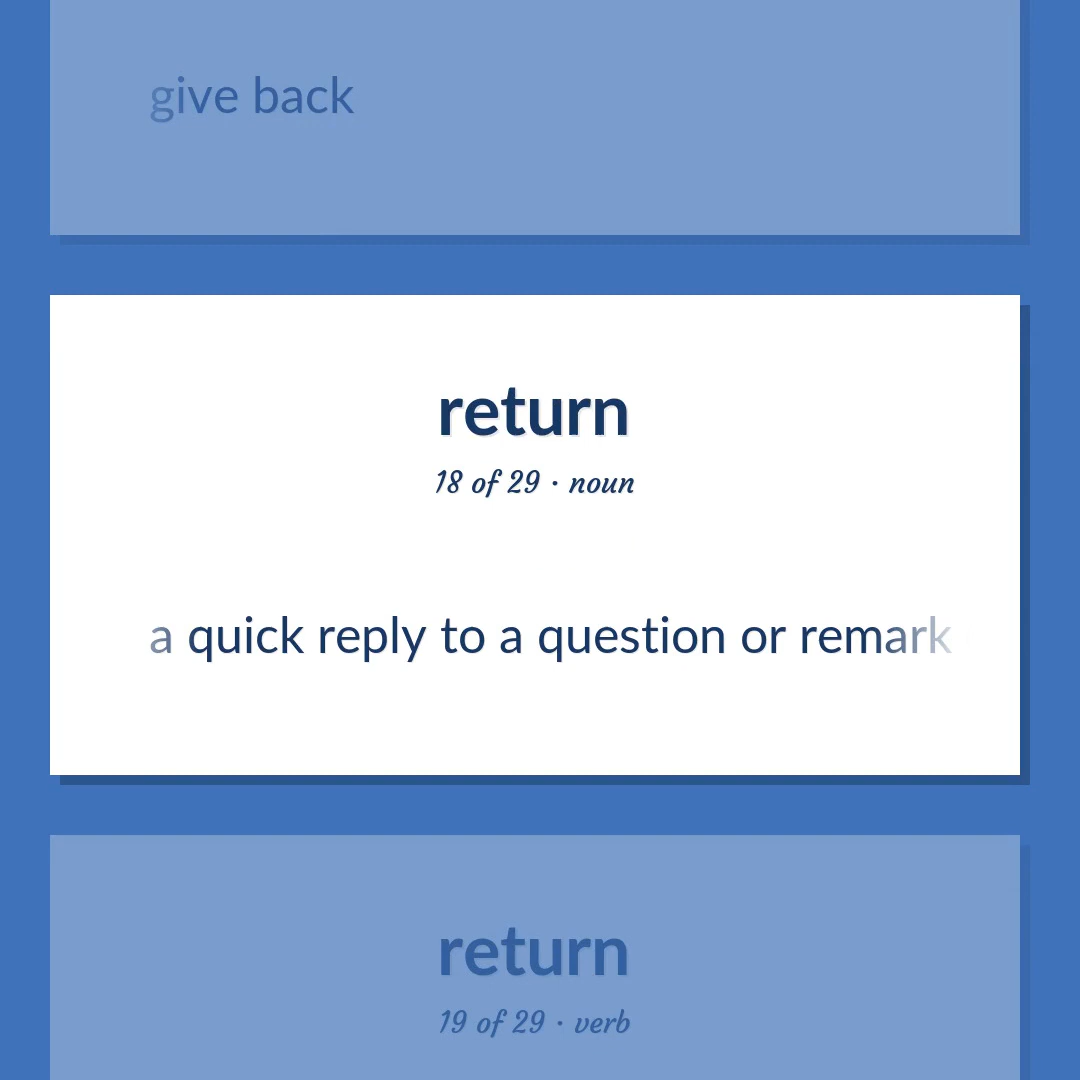 give back
return
18 of 29 · noun
a quick reply to a question or remark
return
19 of 29 · verb